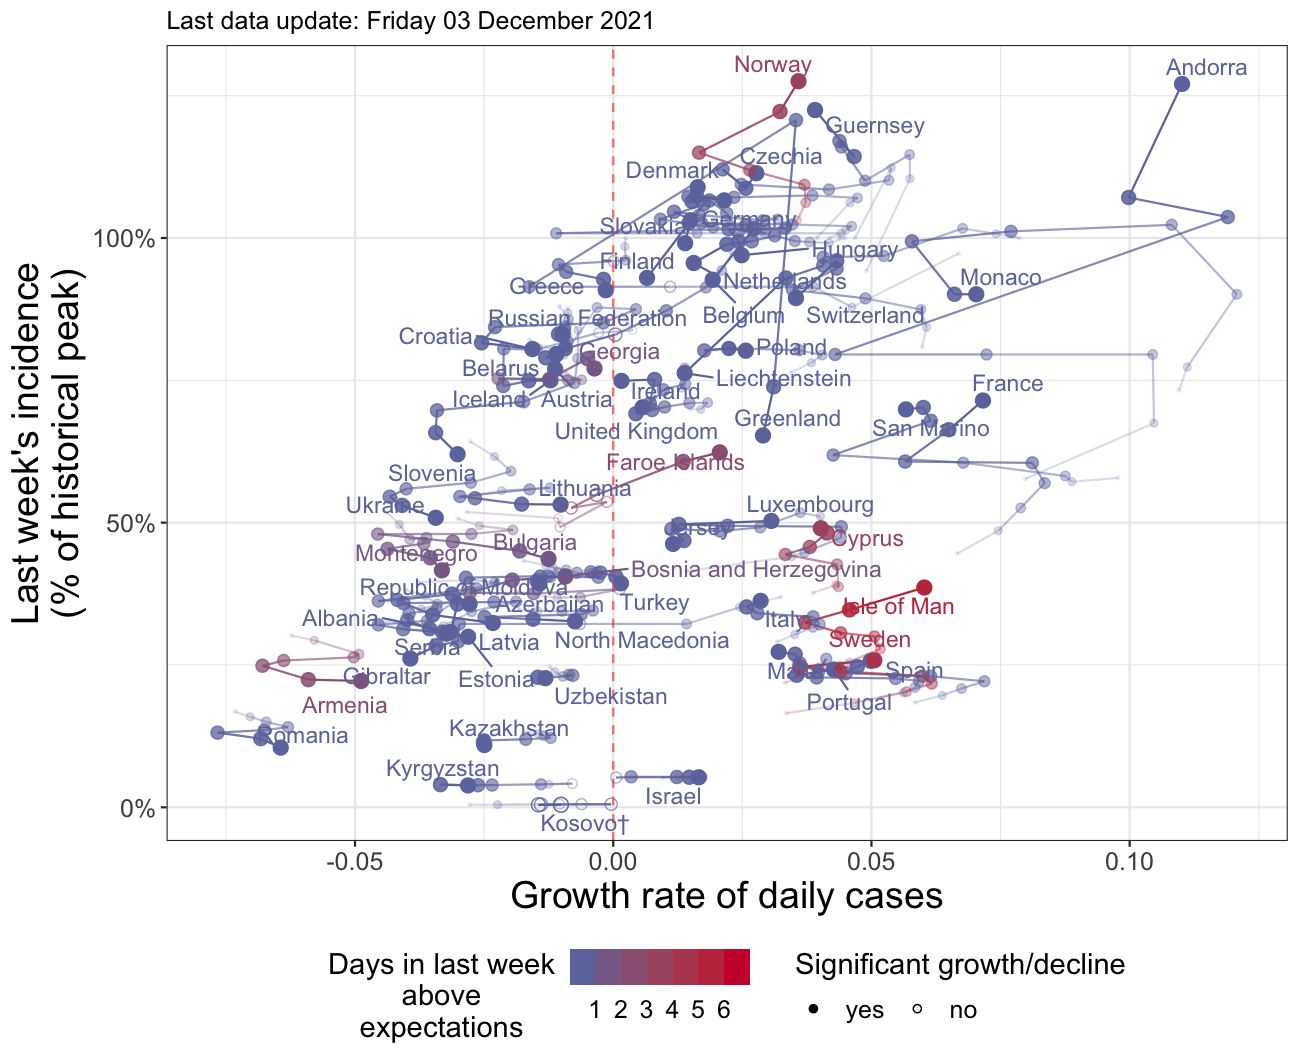 Last data update: Friday 03 December 2021
Last week's incidence
(% of historical peak)
100%
50%
0%
Norway
Andorra
Guernsey
Czechia
Denmark
Germany
Slovakia
Hungary
Finland
Monaco
Netherlands
Greece
Belgium
Switzerland
Russian Federation
Croatia
Georgia
Poland
Belarus
Liechtenstein
France
Ireland
Iceland
Austria
Greenland
San Marino
United Kingdom
Faroe Islands
Slovenia
Lithuania
Ukraine
Luxembourg
Jersey
Cyprus
Bulgaria
Montenegro
Bosnia and Herzegovina
Republic of Moldova
Azerbaijan
Turkey
Isle of Man
Albania
Italy
Latvia
North Macedonia
Sweden
Serbia
Malta
Spain
Gibraltar
Estonia
Uzbekistan
Portugal
Armenia
Romania
Kazakhstan
Kyrgyzstan
Israel
Kosovo†
-0.05
0.00
0.05
0.10
Growth rate of daily cases
Days in last week
above
expectations
1 2 3 4 5 6
Significant growth/decline
yes
no